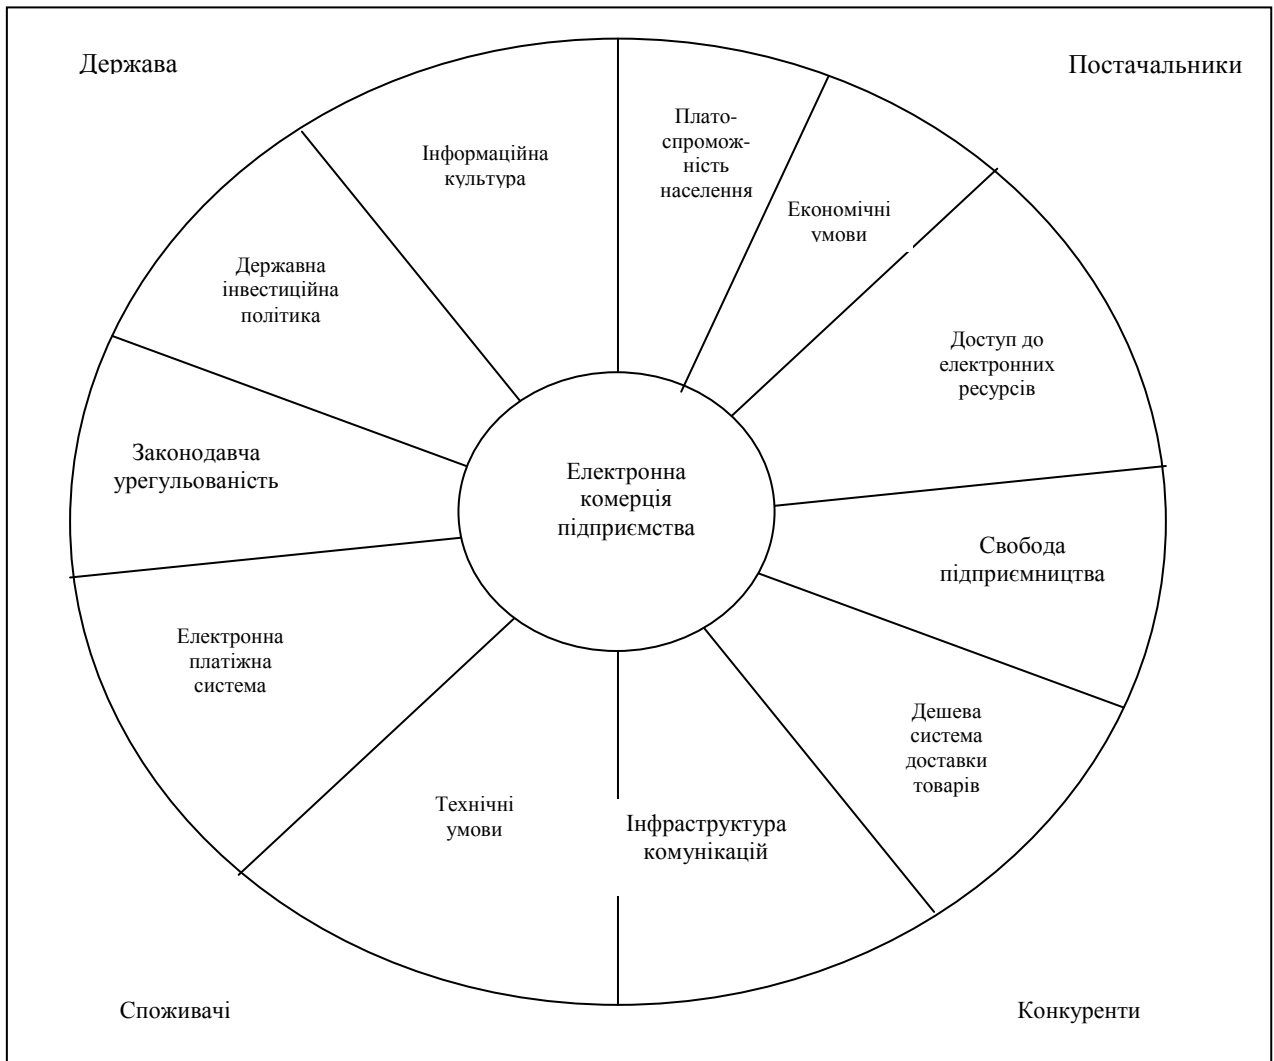 Держава
Постачальники
Інформаційна
культура
Плато-
спромож-
ність
населення
Економічні
умови
Державна
інвестиційна
політика
Доступ до
електронних
ресурсів
Законодавча
урегульованість
Електронна
комерція
підприємства
Свобода
підприємництва
Електронна
платіжна
система
Дешева
система
доставки
товарів
Технічні
умови
Інфраструктура
комунікацій
Споживачі
Конкуренти